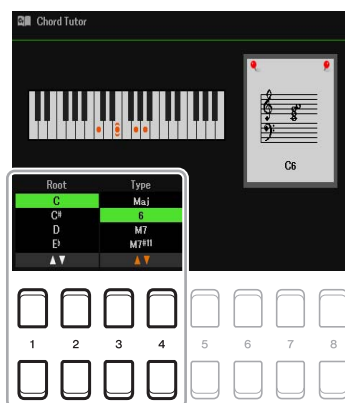 Chord Tutor
C6
Root Type
C Maj
C# 6
D M7
E♭ M7#11
1 2 3 4 5 6 7 8